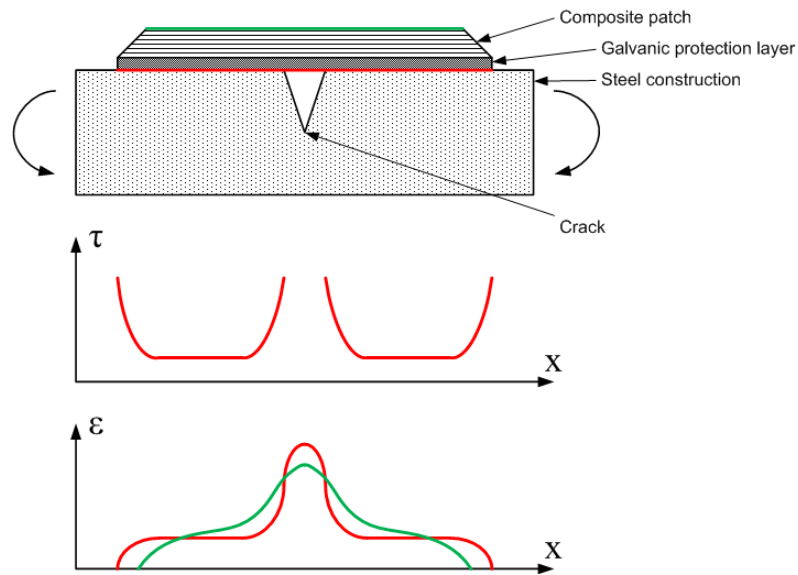 Composite patch
Galvanic protection layer
Steel construction
Crack
τ
X
ε
X